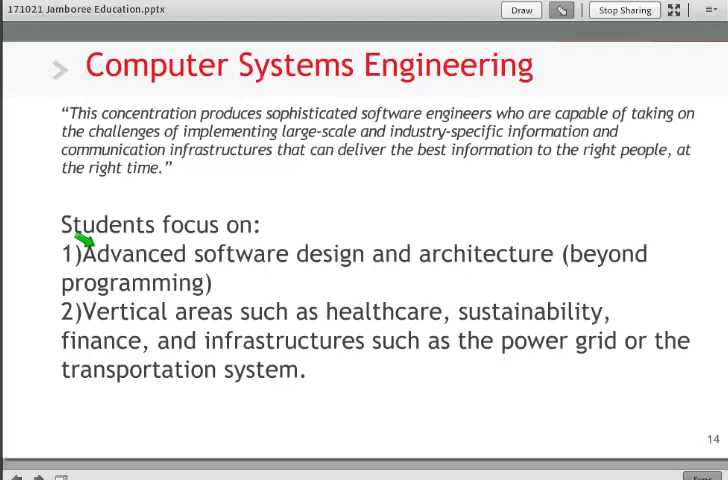 171021 Jamboree Education.pptx
Draw
Stop Sharing
Computer Systems Engineering
“This concentration produces sophisticated software engineers who are capable of taking on
the challenges of implementing large-scale and industry-specific information and
communication infrastructures that can deliver the best information to the right people, at
the right time.”
Students focus on:
1)Advanced software design and architecture (beyond
programming)
2)Vertical areas such as healthcare, sustainability,
finance, and infrastructures such as the power grid or the
transportation system.
14
Sync